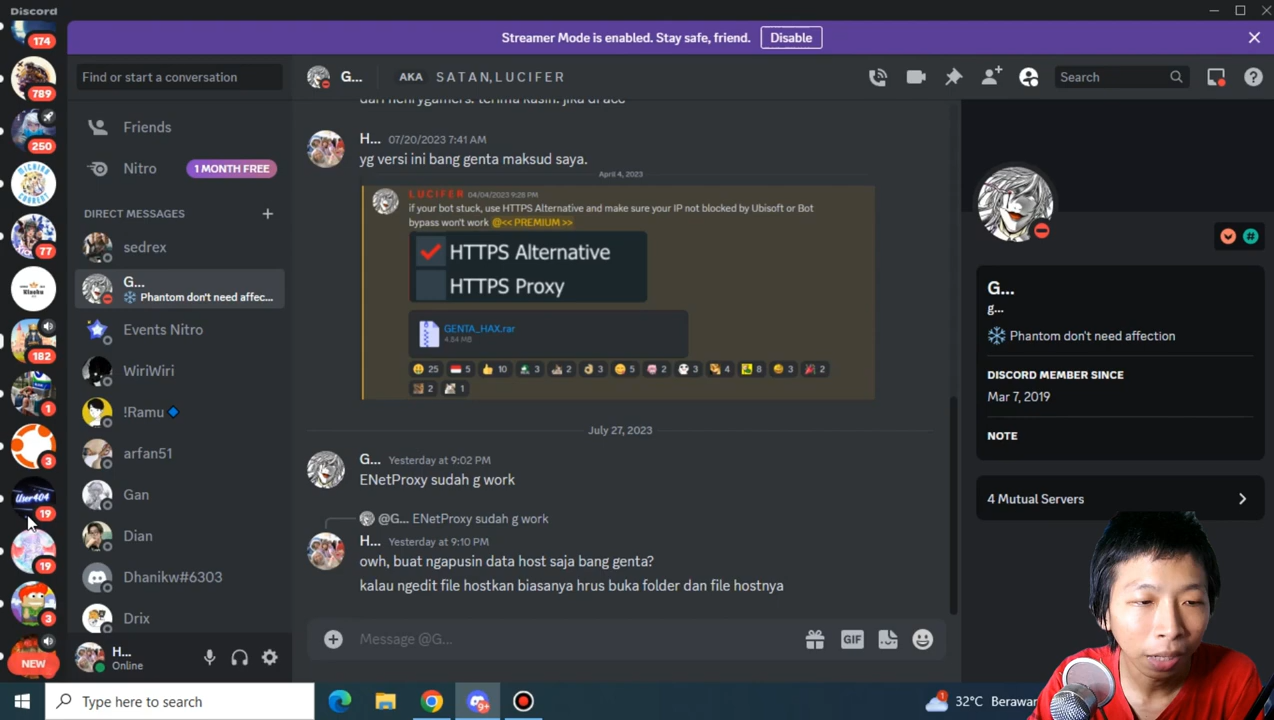 Discord
Streamer Mode is enabled. Stay safe, friend.
Disable
174
789
250
77
182
1
3
19
19
3
NEW
Find or start a conversation
Friends
Nitro
1 MONTH FREE
DIRECT MESSAGES
sedrex
G...
Phantom don't need affec...
Events Nitro
WiriWiri
!Ramu
arfan51
Gan
Dian
Dhanikw#6303
Drix
H...
Online
G...
AKA SATAN,LUCIFER
Search
H... 07/20/2023 7:41 AM
yg versi ini bang genta maksud saya.
April 4, 2023
LUCIFER 04/04/2023 9:28 PM
if your bot stuck, use HTTPS Alternative and make sure your IP not blocked by Ubisoft or Bot
bypass won't work @<< PREMIUM >>
HTTPS Alternative
HTTPS Proxy
GENTA_HAX.rar
4.84 MB
25 5 10 3 2 3 5 2 3 4 8 3 2
2 1
July 27, 2023
G... Yesterday at 9:02 PM
ENetProxy sudah g work
@G... ENetProxy sudah g work
H... Yesterday at 9:10 PM
owh, buat ngapusin data host saja bang genta?
kalau ngedit file hostkan biasanya hrus buka folder dan file hostnya
Message @G...
GIF
G...
g...
Phantom don't need affection
DISCORD MEMBER SINCE
Mar 7, 2019
NOTE
4 Mutual Servers
Type here to search
9+
32°C